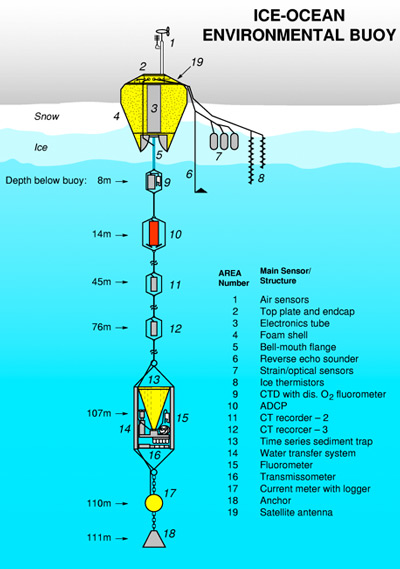 ICE-OCEAN
ENVIRONMENTAL BUOY
1
2
19
3
4
Snow
Ice
5
6
7
8
Depth below buoy: 8m
9
14m
10
45m
11
76m
12
13
107m
14
15
16
110m
17
111m
18
AREA Number Main Sensor/ Structure
1 Air sensors
2 Top plate and endcap
3 Electronics tube
4 Foam shell
5 Bell-mouth flange
6 Reverse echo sounder
7 Strain/optical sensors
8 Ice thermistors
9 CTD with dis. O2 fluorometer
10 ADCP
11 CT recorder – 2
12 CT recorcer – 3
13 Time series sediment trap
14 Water transfer system
15 Fluorometer
16 Transmissometer
17 Current meter with logger
18 Anchor
19 Satellite antenna